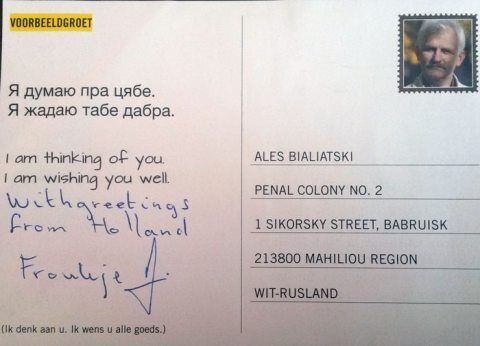 VOORBEELDGROET
Я думаю пра цябе.
Я жадаю табе дабра.
I am thinking of you.
I am wishing you well.
With greetings
from Holland
Froukje
(Ik denk aan u. Ik wens u alle goeds.)
ALES BIALIATSKI
PENAL COLONY NO. 2
1 SIKORSKY STREET, BABRUISK
213800 MAHILIOU REGION
WIT-RUSLAND